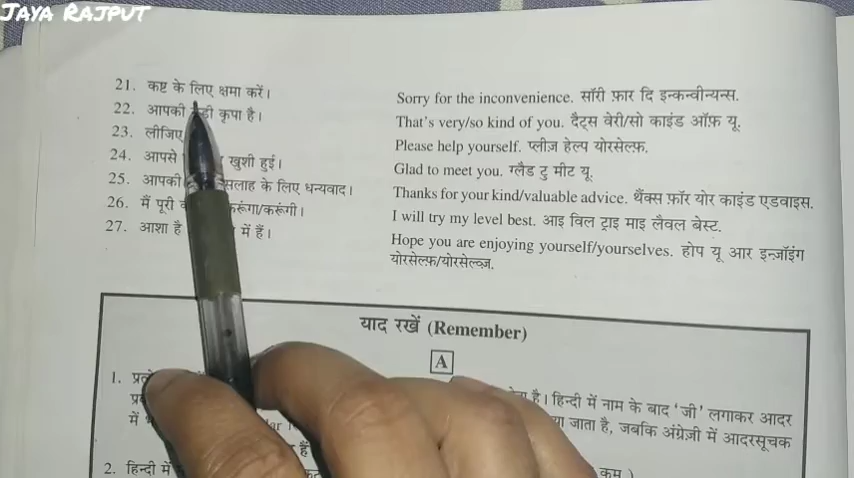 JAYA RAJPUT
21. कष्ट के लिए क्षमा करें। Sorry for the inconvenience. सॉरी फ़ार दि इन्कन्वीन्यन्स.
22. आपकी कृपा है। That's very/so kind of you. दैट्स वेरी/सो काइंड ऑफ़ यू.
23. लीजिए Please help yourself. प्लीज़ हेल्प योरसेल्फ़.
24. आपसे खुशी हुई। Glad to meet you. ग्लैड टु मीट यू.
25. आपकी सलाह के लिए धन्यवाद। Thanks for your kind/valuable advice. थैंक्स फ़ॉर योर काइंड एडवाइस.
26. मैं पूरी करूंगा/करूंगी। I will try my level best. आइ विल ट्राइ माइ लैवल बेस्ट.
27. आशा है में हैं। Hope you are enjoying yourself/yourselves. होप यू आर इन्ज़ॉइंग
योरसेल्फ़/योरसेल्व्ज़.
याद रखें (Remember)
A
1. है। हिन्दी में नाम के बाद 'जी' लगाकर आदर
जाता है, जबकि अंग्रेज़ी में आदरसूचक
में
2. हिन्दी में